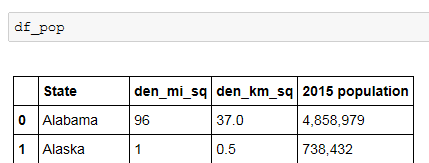 df_pop
State den_mi_sq den_km_sq 2015 population
0 Alabama 96 37.0 4,858,979
1 Alaska 1 0.5 738,432